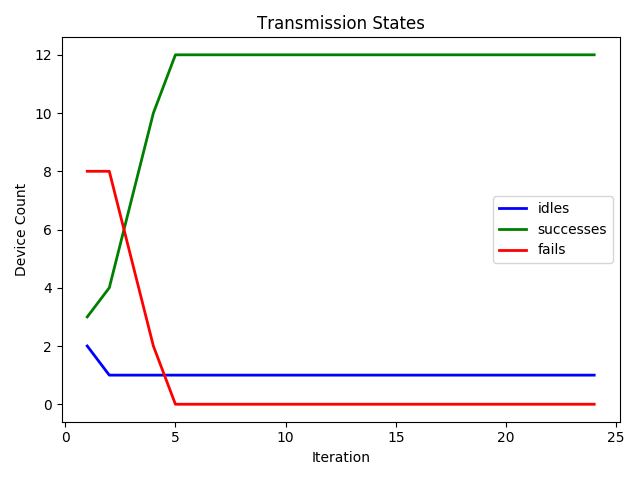 Transmission States
Device Count
12
10
8
6
4
2
0
idles
successes
fails
0 5 10 15 20 25
Iteration